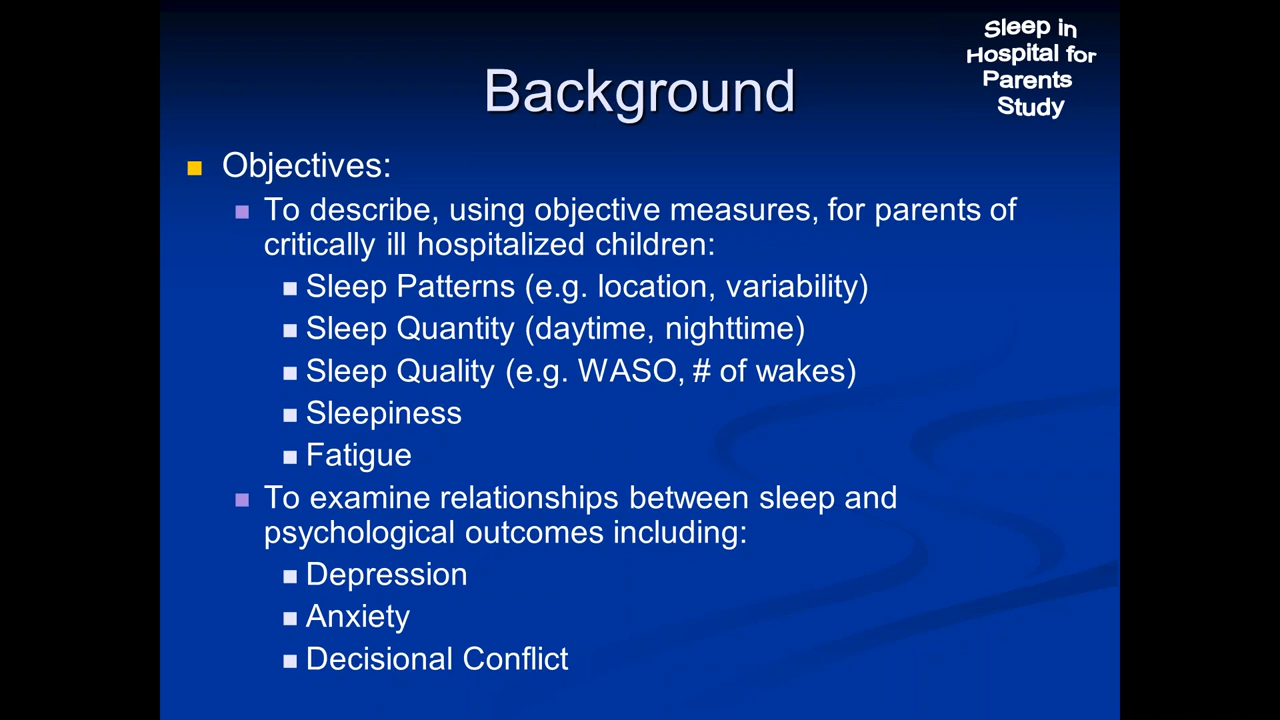 Sleep in
Hospital for
Parents
Study
Background
Objectives:
To describe, using objective measures, for parents of
critically ill hospitalized children:
Sleep Patterns (e.g. location, variability)
Sleep Quantity (daytime, nighttime)
Sleep Quality (e.g. WASO, # of wakes)
Sleepiness
Fatigue
To examine relationships between sleep and
psychological outcomes including:
Depression
Anxiety
Decisional Conflict